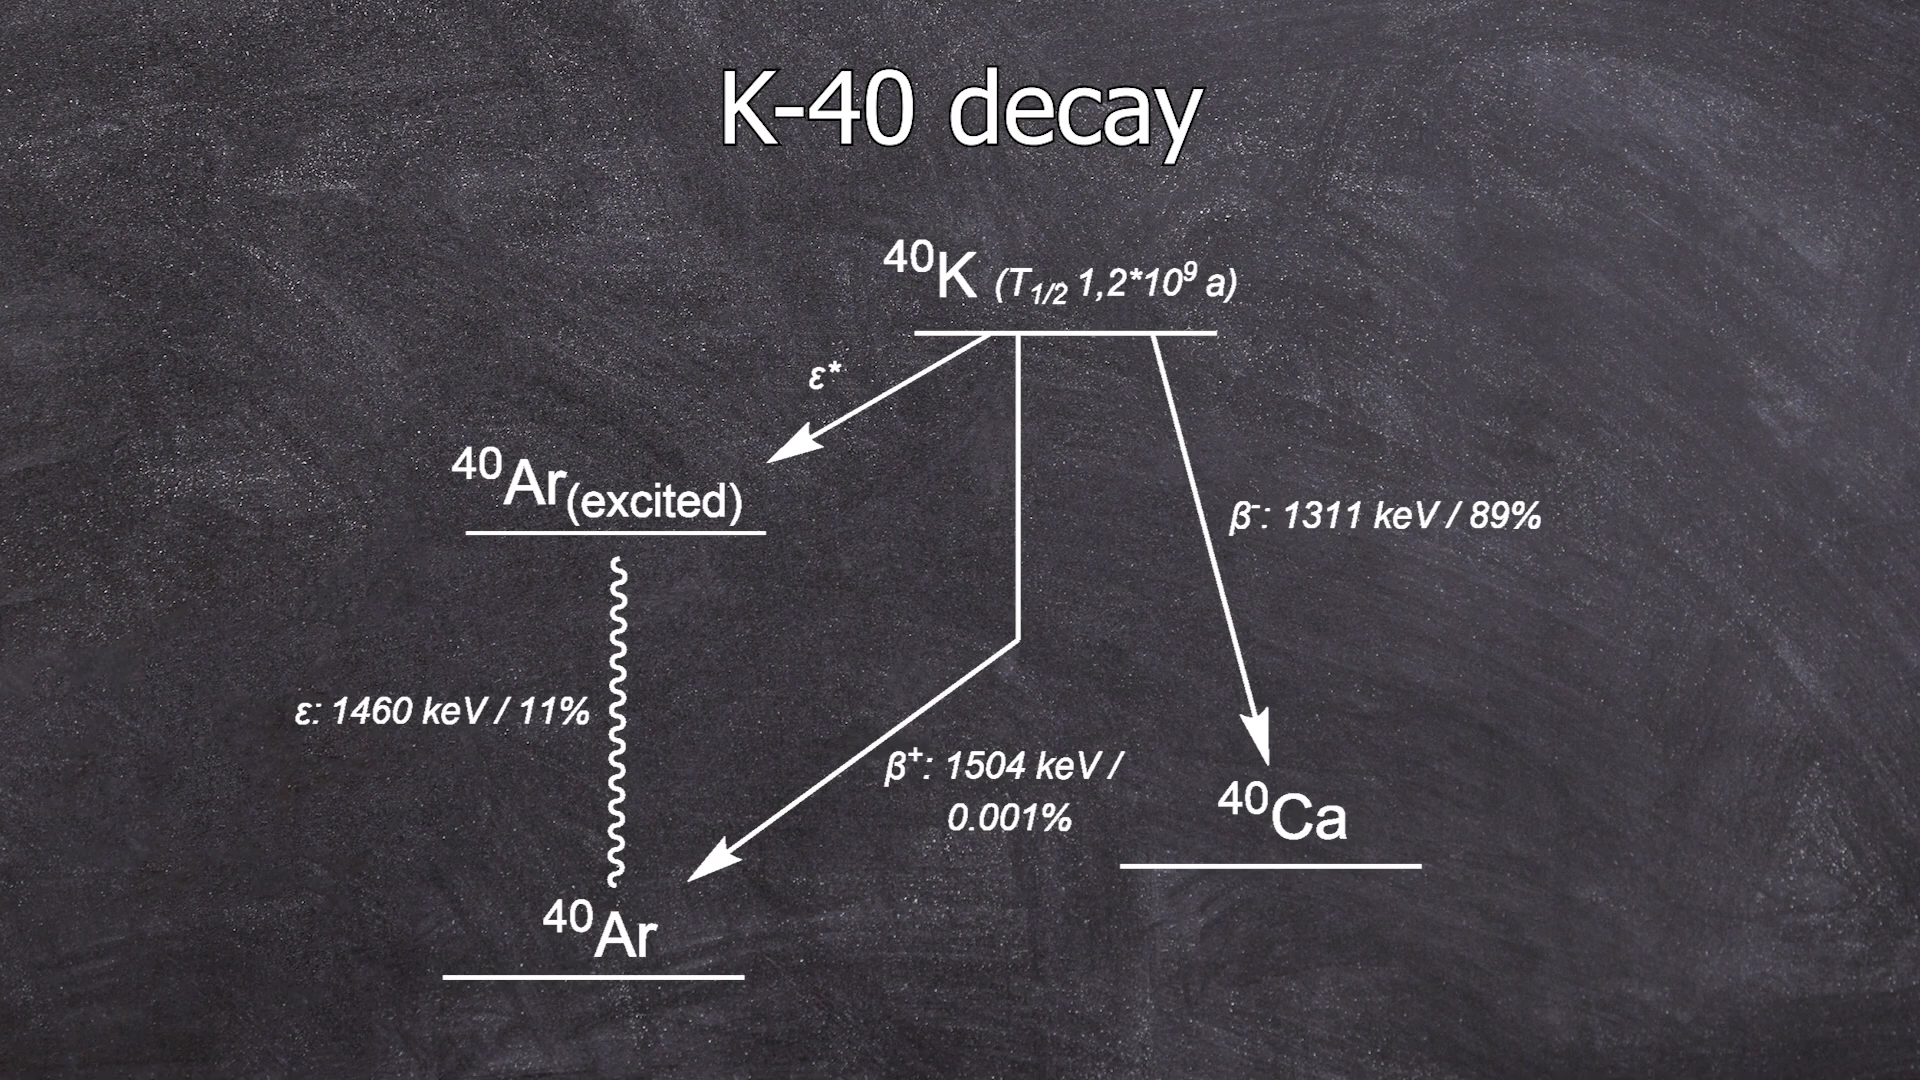 K-40 decay
⁴⁰K (T₁/₂ 1,2*10⁹ a)
ε*
⁴⁰Ar(excited)
β⁻: 1311 keV / 89%
ε: 1460 keV / 11%
β⁺: 1504 keV /
0.001%
⁴⁰Ca
⁴⁰Ar